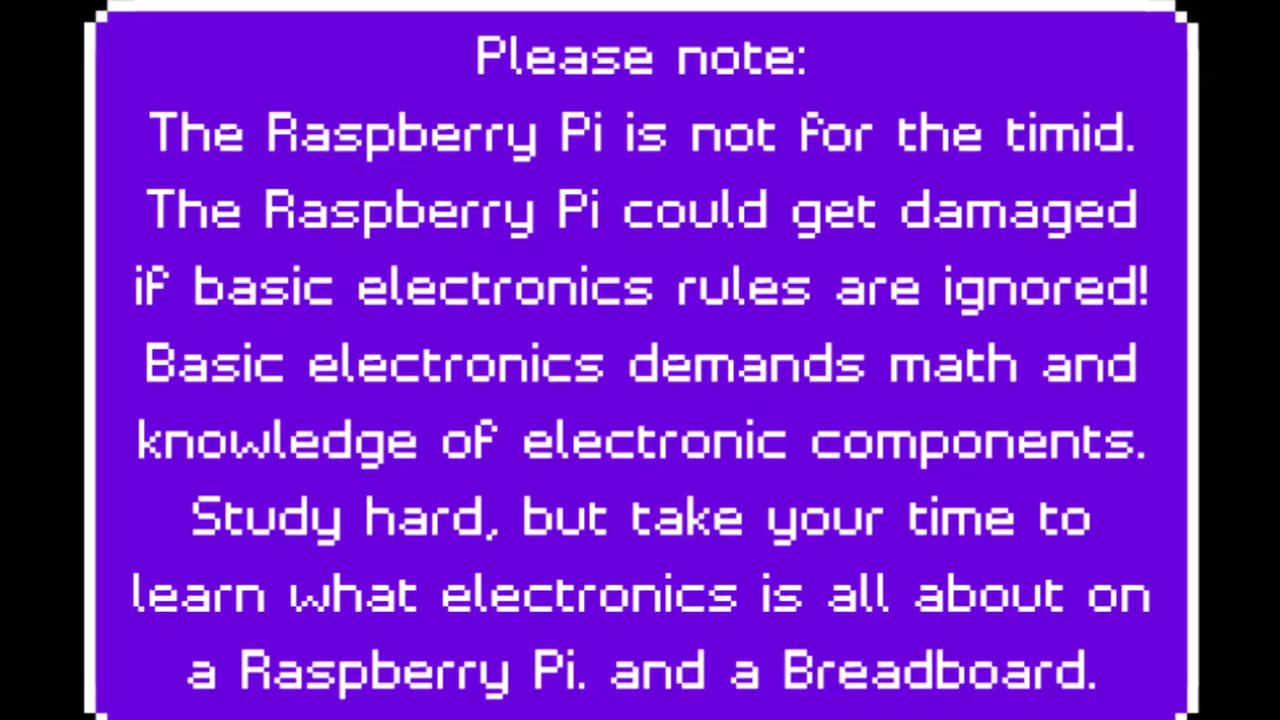 Please note:
The Raspberry Pi is not for the timid.
The Raspberry Pi could get damaged
if basic electronics rules are ignored!
Basic electronics demands math and
knowledge of electronic components.
Study hard, but take your time to
learn what electronics is all about on
a Raspberry Pi. and a Breadboard.